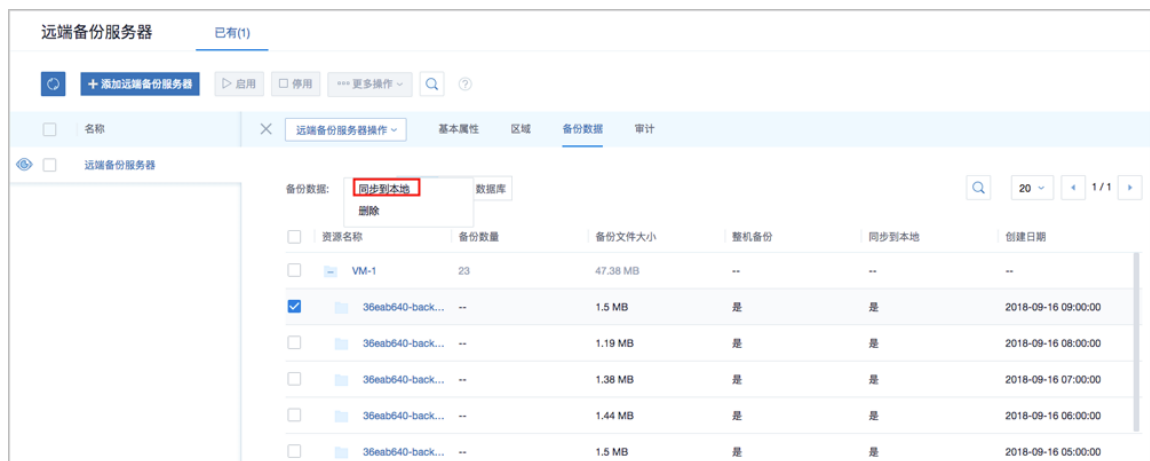 远端备份服务器 已有(1)
+ 添加远端备份服务器 启用 停用 更多操作
名称 远端备份服务器操作 基本属性 区域 备份数据 审计
远端备份服务器
备份数据: 同步到本地 数据库 20 1 / 1
删除
资源名称 备份数量 备份文件大小 整机备份 同步到本地 创建日期
VM-1 23 47.38 MB -- -- --
36eab640-back... -- 1.5 MB 是 是 2018-09-16 09:00:00
36eab640-back... -- 1.19 MB 是 是 2018-09-16 08:00:00
36eab640-back... -- 1.38 MB 是 是 2018-09-16 07:00:00
36eab640-back... -- 1.44 MB 是 是 2018-09-16 06:00:00
36eab640-back... -- 1.5 MB 是 是 2018-09-16 05:00:00